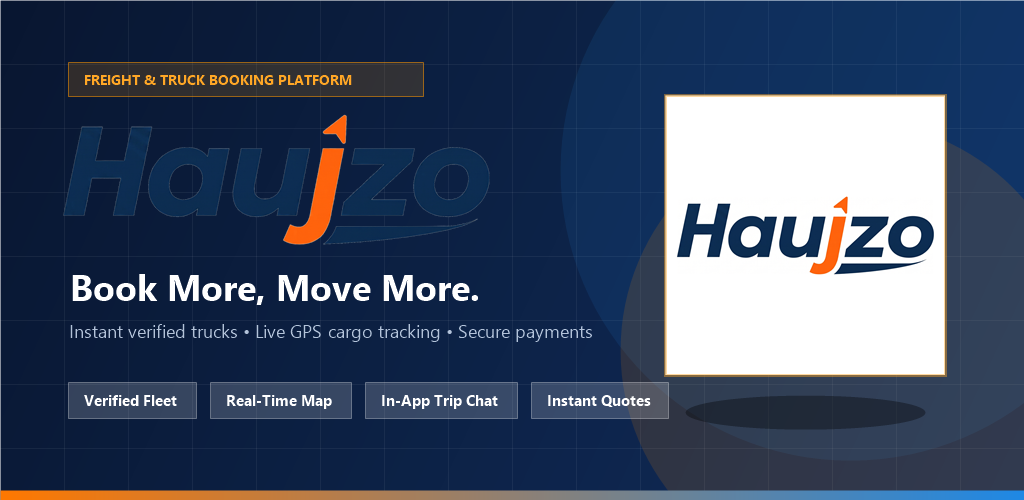 FREIGHT & TRUCK BOOKING PLATFORM
Haujzo
Book More, Move More.
Instant verified trucks • Live GPS cargo tracking • Secure payments
Verified Fleet
Real-Time Map
In-App Trip Chat
Instant Quotes
Haujzo